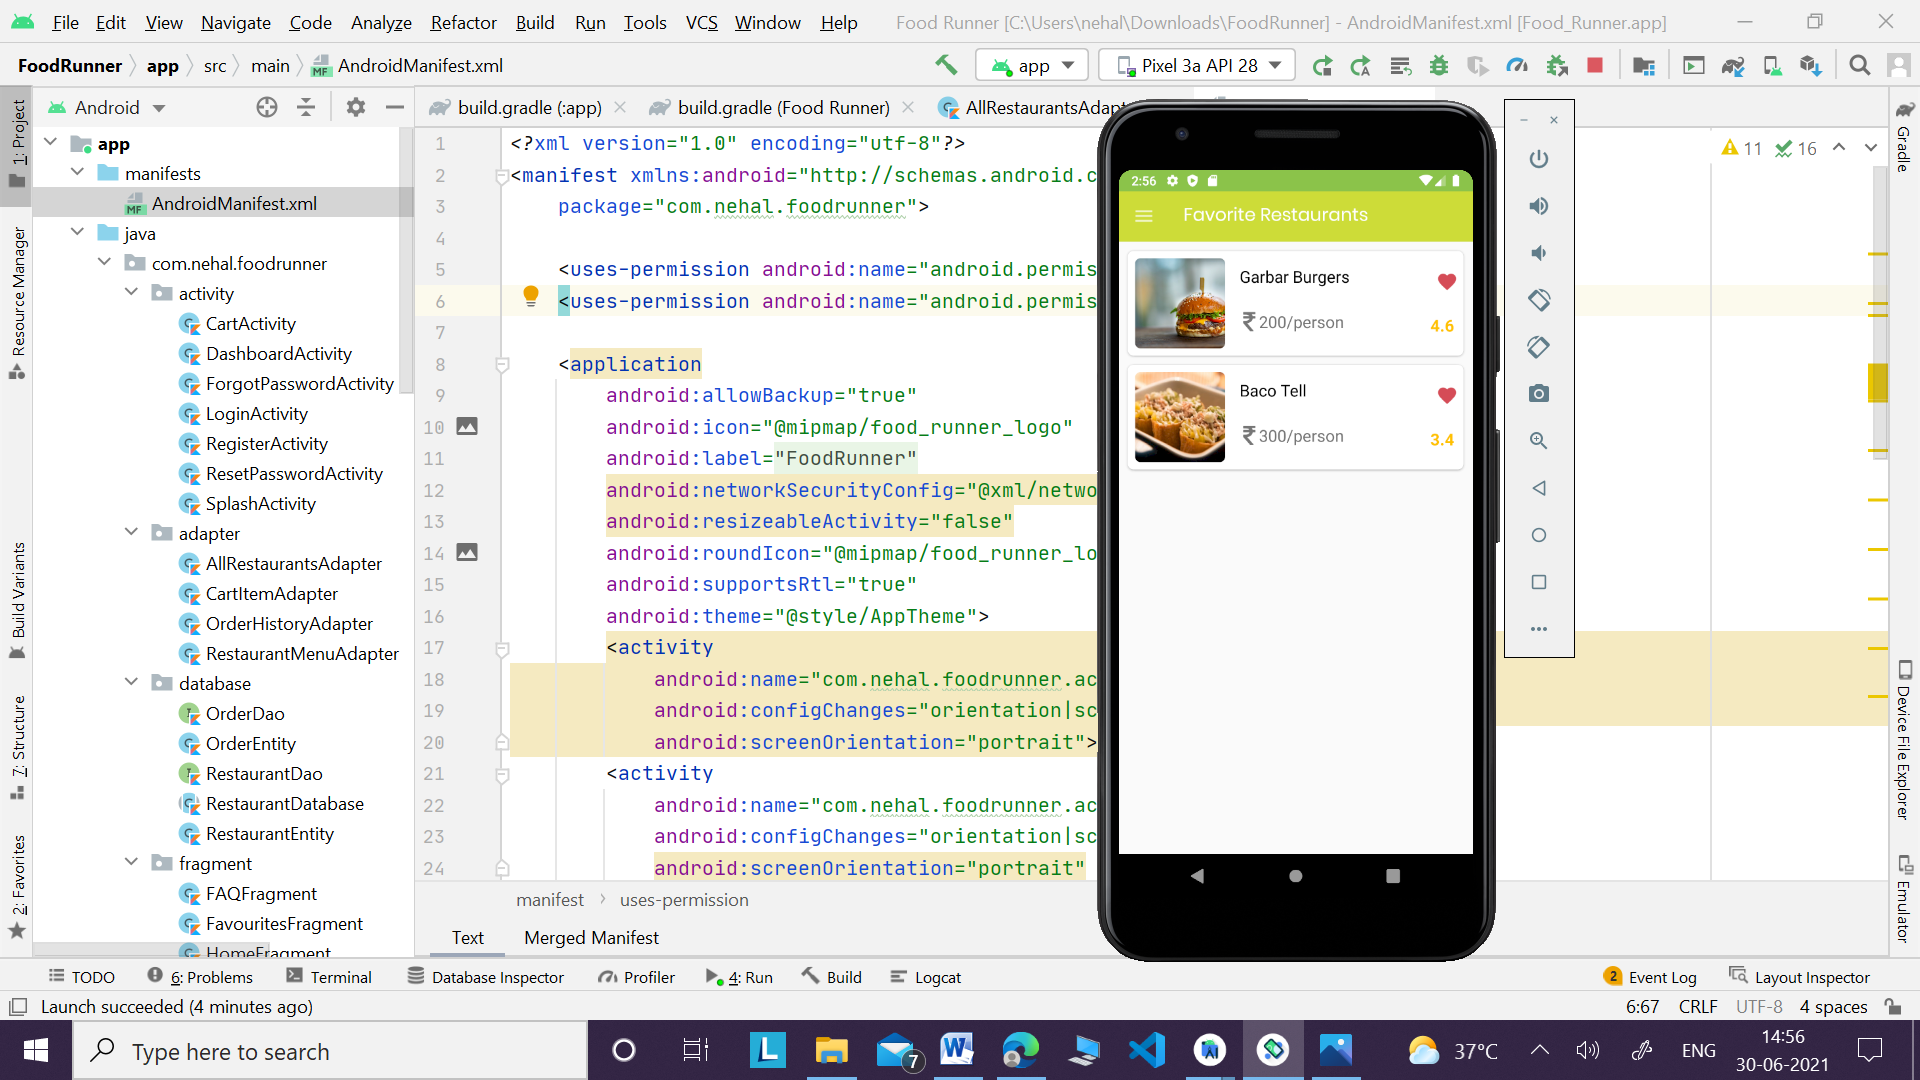 File Edit View Navigate Code Analyze Refactor Build Run Tools VCS Window Help Food Runner [C:\Users\nehal\Downloads\FoodRunner] - AndroidManifest.xml [Food_Runner.app]
FoodRunner app src main AndroidManifest.xml app Pixel 3a API 28
Android build.gradle (:app) build.gradle (Food Runner) AllRestaurantsAdapt
1: Project
Resource Manager
Build Variants
7: Structure
2: Favorites
app
manifests
AndroidManifest.xml
java
com.nehal.foodrunner
activity
CartActivity
DashboardActivity
ForgotPasswordActivity
LoginActivity
RegisterActivity
ResetPasswordActivity
SplashActivity
adapter
AllRestaurantsAdapter
CartItemAdapter
OrderHistoryAdapter
RestaurantMenuAdapter
database
OrderDao
OrderEntity
RestaurantDao
RestaurantDatabase
RestaurantEntity
fragment
FAQFragment
FavouritesFragment
HomeFragment
1 <?xml version="1.0" encoding="utf-8"?>
2 <manifest xmlns:android="http://schemas.android.c
3 package="com.nehal.foodrunner">
4
5 <uses-permission android:name="android.permis
6 <uses-permission android:name="android.permis
7
8 <application
9 android:allowBackup="true"
10 android:icon="@mipmap/food_runner_logo"
11 android:label="FoodRunner"
12 android:networkSecurityConfig="@xml/netwo
13 android:resizeableActivity="false"
14 android:roundIcon="@mipmap/food_runner_lo
15 android:supportsRtl="true"
16 android:theme="@style/AppTheme">
17 <activity
18 android:name="com.nehal.foodrunner.ac
19 android:configChanges="orientation|sc
20 android:screenOrientation="portrait">
21 <activity
22 android:name="com.nehal.foodrunner.ac
23 android:configChanges="orientation|sc
24 android:screenOrientation="portrait"
11 16
2:56
Favorite Restaurants
Garbar Burgers
₹ 200/person 4.6
Baco Tell
₹ 300/person 3.4
Gradle
Device File Explorer
Emulator
manifest uses-permission
Text Merged Manifest
TODO 6: Problems Terminal Database Inspector Profiler 4: Run Build Logcat 2 Event Log Layout Inspector
Launch succeeded (4 minutes ago) 6:67 CRLF UTF-8 4 spaces
Type here to search 7 37°C ENG 14:56
30-06-2021